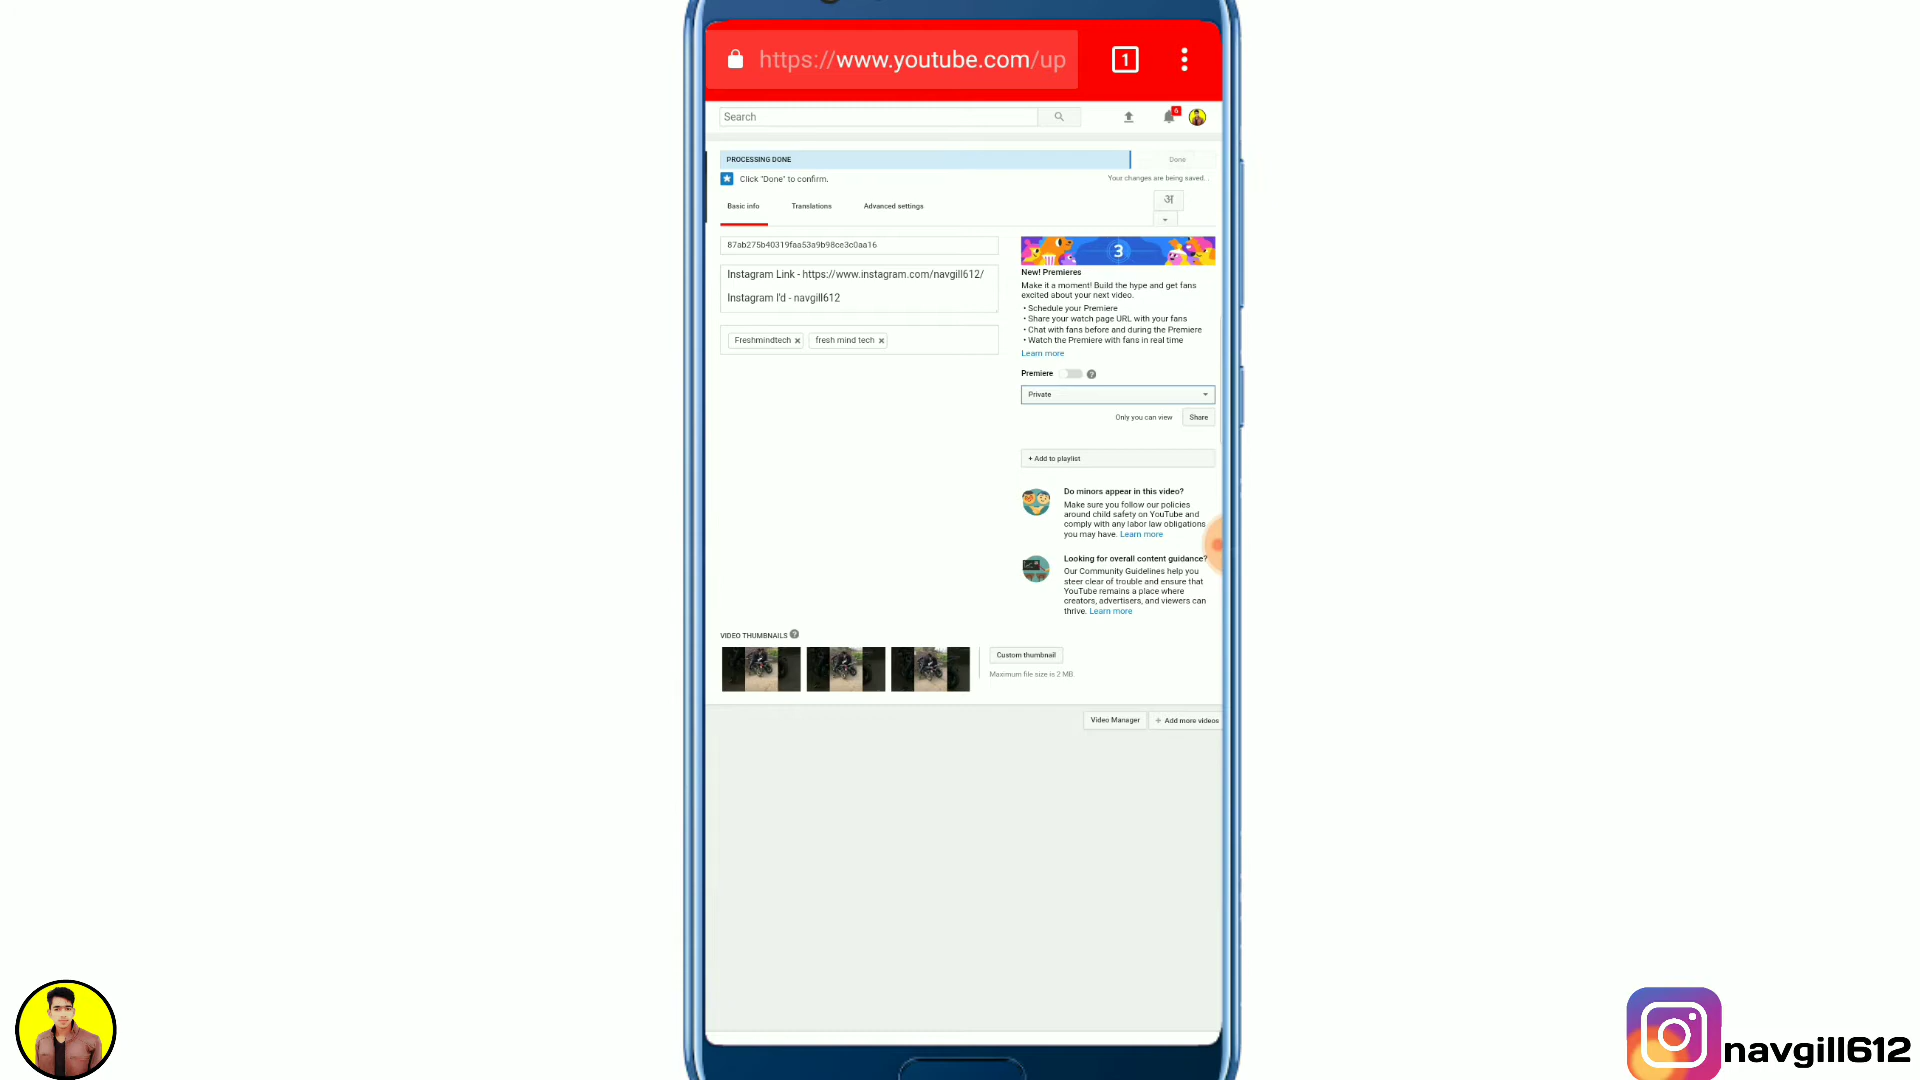 https://www.youtube.com/up
1
Search
6
PROCESSING DONE
Done
Click "Done" to confirm.
Your changes are being saved..
Basic info
Translations
Advanced settings
अ
87ab275b40319faa53a9b98ce3c0aa16
Instagram Link - https://www.instagram.com/navgill612/
Instagram I'd - navgill612
Freshmindtech ×
fresh mind tech ×
3
New! Premieres
Make it a moment! Build the hype and get fans
excited about your next video.
• Schedule your Premiere
• Share your watch page URL with your fans
• Chat with fans before and during the Premiere
• Watch the Premiere with fans in real time
Learn more
Premiere ?
Private
Only you can view
Share
+ Add to playlist
Do minors appear in this video?
Make sure you follow our policies
around child safety on YouTube and
comply with any labor law obligations
you may have. Learn more
Looking for overall content guidance?
Our Community Guidelines help you
steer clear of trouble and ensure that
YouTube remains a place where
creators, advertisers, and viewers can
thrive. Learn more
VIDEO THUMBNAILS ?
Custom thumbnail
Maximum file size is 2 MB.
Video Manager
+ Add more videos
navgill612